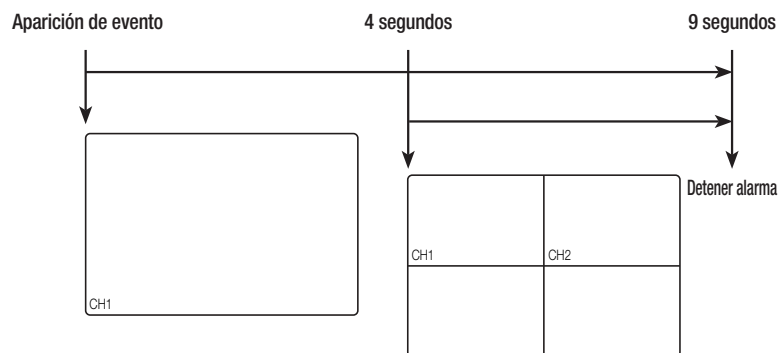 Aparición de evento
4 segundos
9 segundos
Detener alarma
CH1
CH2
CH1